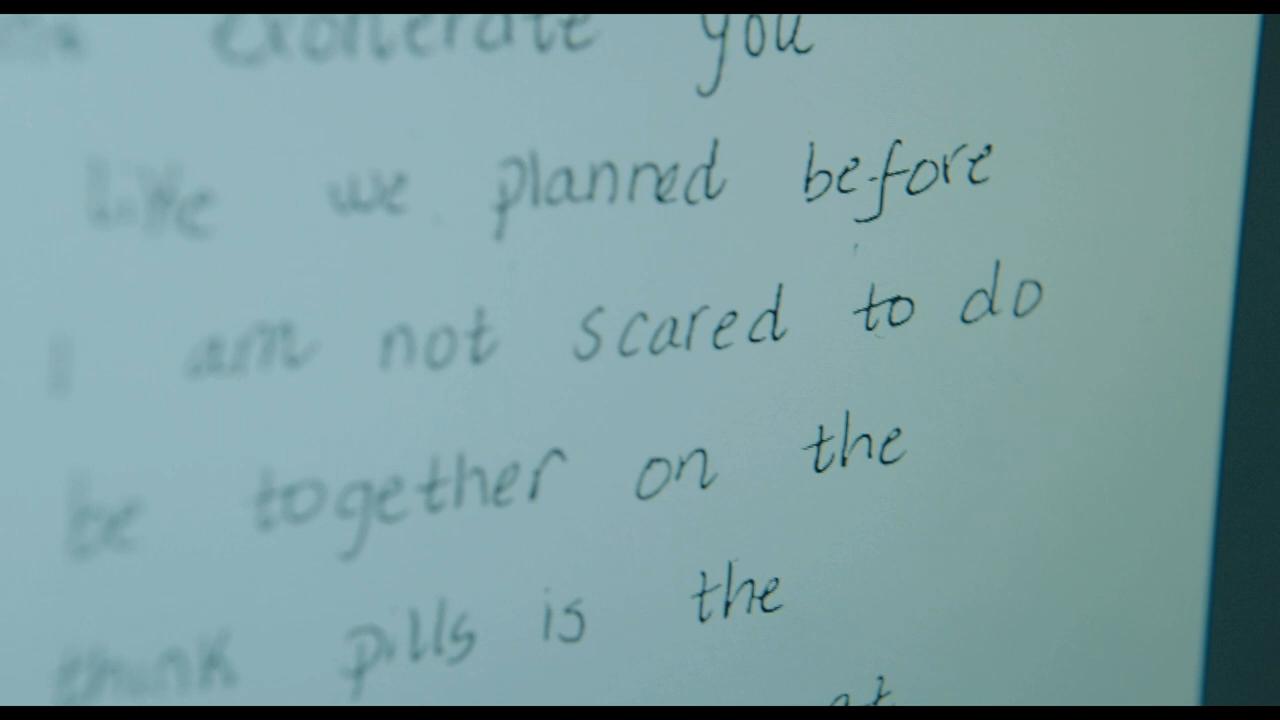 exonerate you
like we planned before
I am not scared to do
be together on the
think pills is the
at